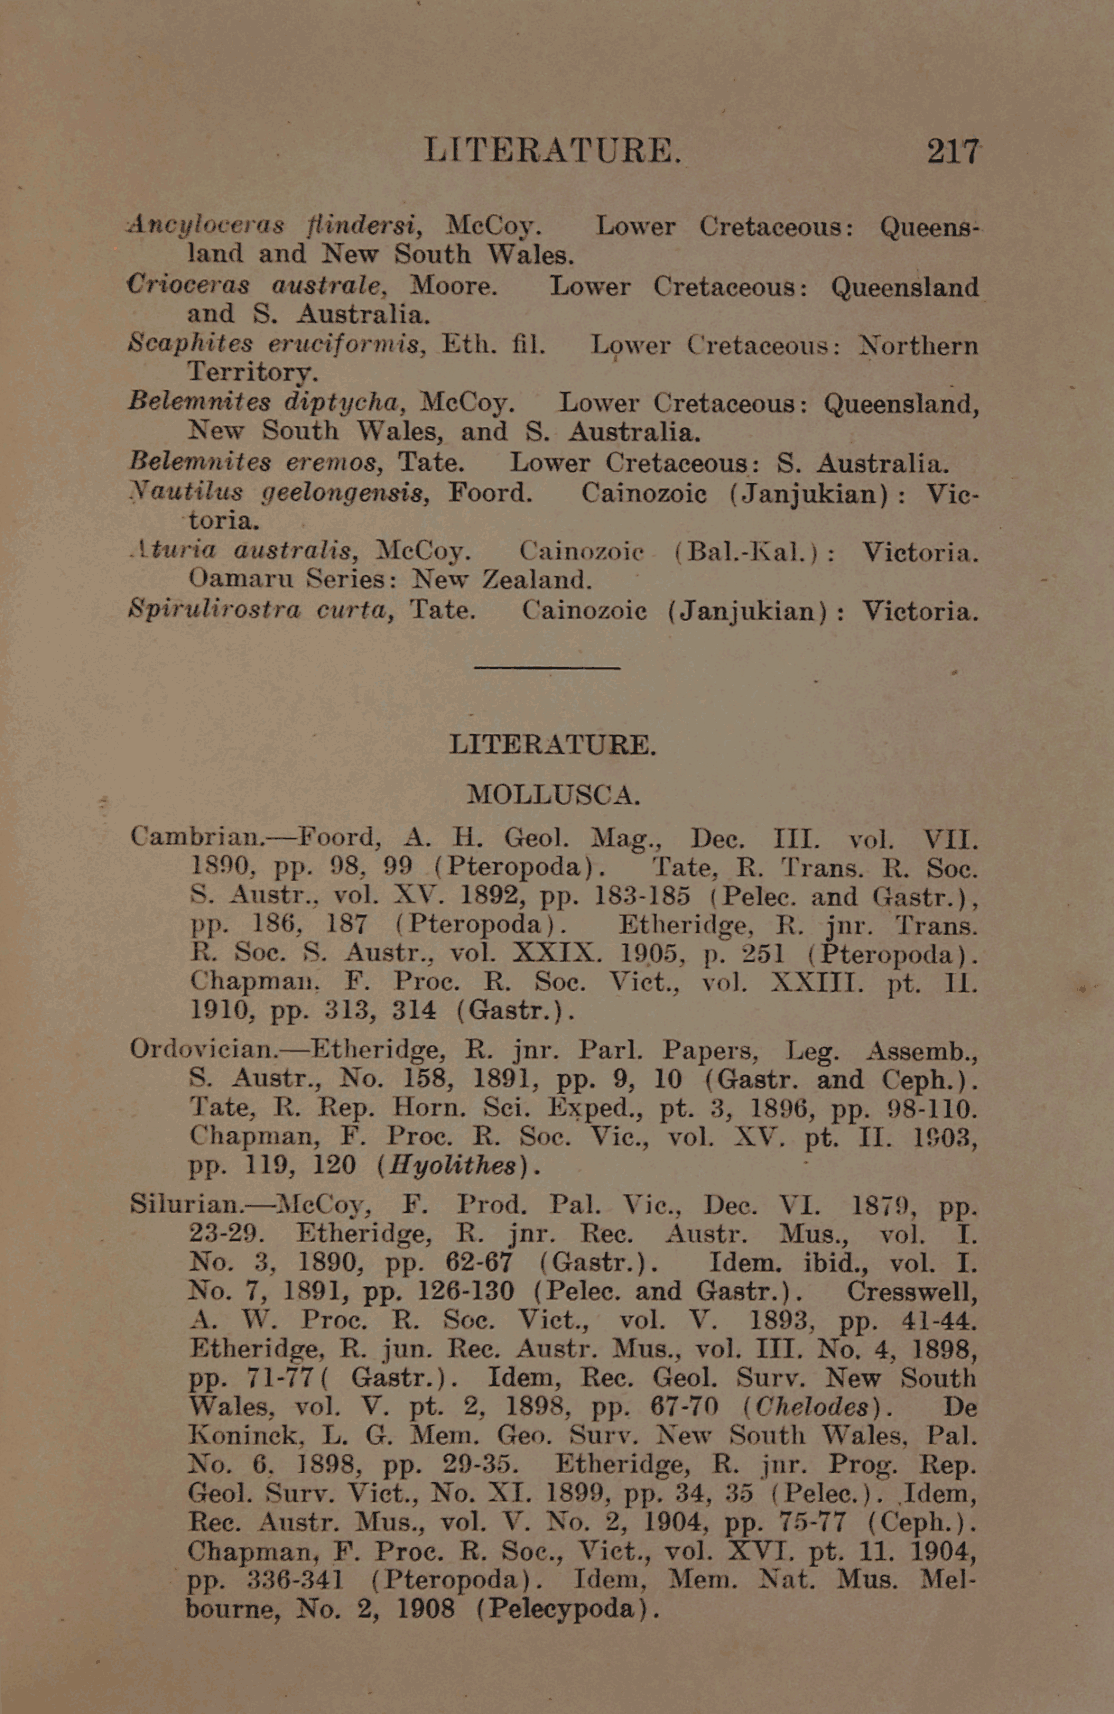 LITERATURE. 217
Ancyloceras flindersi, McCoy. Lower Cretaceous: Queens-
land and New South Wales.
Crioceras australe, Moore. Lower Cretaceous: Queensland
and S. Australia.
Scaphites eruciformis, Eth. fil. Lower Cretaceous: Northern
Territory.
Belemnites diptycha, McCoy. Lower Cretaceous: Queensland,
New South Wales, and S. Australia.
Belemnites eremos, Tate. Lower Cretaceous: S. Australia.
Nautilus geelongensis, Foord. Cainozoic (Janjukian): Vic-
toria.
Aturia australis, McCoy. Cainozoic (Bal.-Kal.): Victoria.
Oamaru Series: New Zealand.
Spirulirostra curta, Tate. Cainozoic (Janjukian): Victoria.
LITERATURE.
MOLLUSCA.
Cambrian.—Foord, A. H. Geol. Mag., Dec. III. vol. VII.
1890, pp. 98, 99 (Pteropoda). Tate, R. Trans. R. Soc.
S. Austr., vol. XV. 1892, pp. 183-185 (Pelec. and Gastr.),
pp. 186, 187 (Pteropoda). Etheridge, R. jnr. Trans.
R. Soc. S. Austr., vol. XXIX. 1905, p. 251 (Pteropoda).
Chapman, F. Proc. R. Soc. Vict., vol. XXIII. pt. II.
1910, pp. 313, 314 (Gastr.).
Ordovician.—Etheridge, R. jnr. Parl. Papers, Leg. Assemb.,
S. Austr., No. 158, 1891, pp. 9, 10 (Gastr. and Ceph.).
Tate, R. Rep. Horn. Sci. Exped., pt. 3, 1896, pp. 98-110.
Chapman, F. Proc. R. Soc. Vic., vol. XV. pt. II. 1903,
pp. 119, 120 (Hyolithes).
Silurian.—McCoy, F. Prod. Pal. Vic., Dec. VI. 1879, pp.
23-29. Etheridge, R. jnr. Rec. Austr. Mus., vol. I.
No. 3, 1890, pp. 62-67 (Gastr.). Idem. ibid., vol. I.
No. 7, 1891, pp. 126-130 (Pelec. and Gastr.). Cresswell,
A. W. Proc. R. Soc. Vict., vol. V. 1893, pp. 41-44.
Etheridge, R. jun. Rec. Austr. Mus., vol. III. No. 4, 1898,
pp. 71-77( Gastr.). Idem, Rec. Geol. Surv. New South
Wales, vol. V. pt. 2, 1898, pp. 67-70 (Chelodes). De
Koninck, L. G. Mem. Geo. Surv. New South Wales, Pal.
No. 6, 1898, pp. 29-35. Etheridge, R. jnr. Prog. Rep.
Geol. Surv. Vict., No. XI. 1899, pp. 34, 35 (Pelec.). Idem,
Rec. Austr. Mus., vol. V. No. 2, 1904, pp. 75-77 (Ceph.).
Chapman, F. Proc. R. Soc., Vict., vol. XVI. pt. 11. 1904,
pp. 336-341 (Pteropoda). Idem, Mem. Nat. Mus. Mel-
bourne, No. 2, 1908 (Pelecypoda).